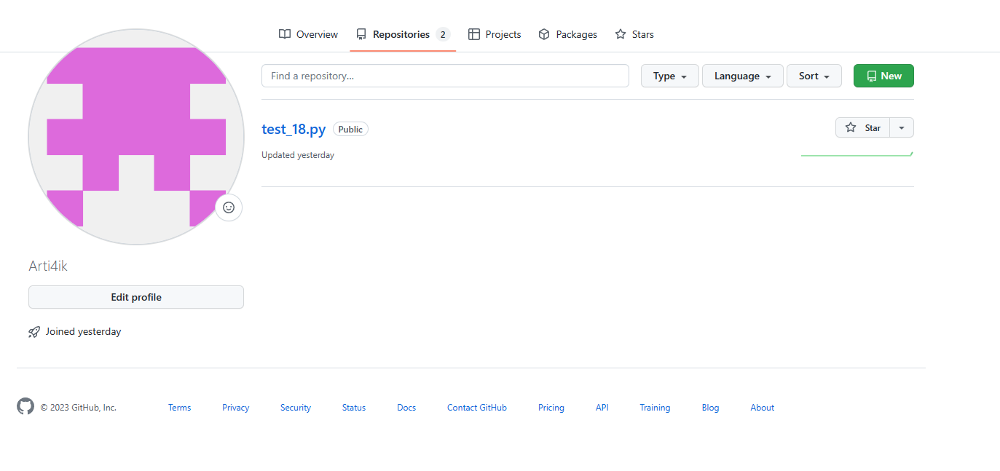 Overview Repositories 2 Projects Packages Stars
Find a repository... Type Language Sort New
test_18.py Public Star
Updated yesterday
Arti4ik
Edit profile
Joined yesterday
© 2023 GitHub, Inc. Terms Privacy Security Status Docs Contact GitHub Pricing API Training Blog About